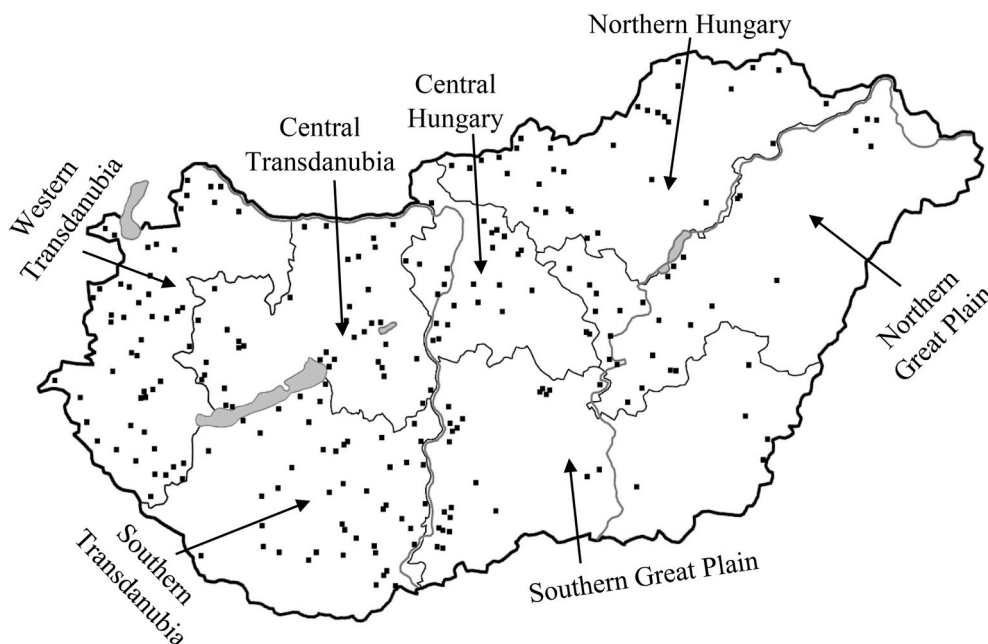 Northern Hungary
Central
Hungary
Central
Transdanubia
Western
Transdanubia
Northern
Great Plain
Southern
Transdanubia
Southern Great Plain